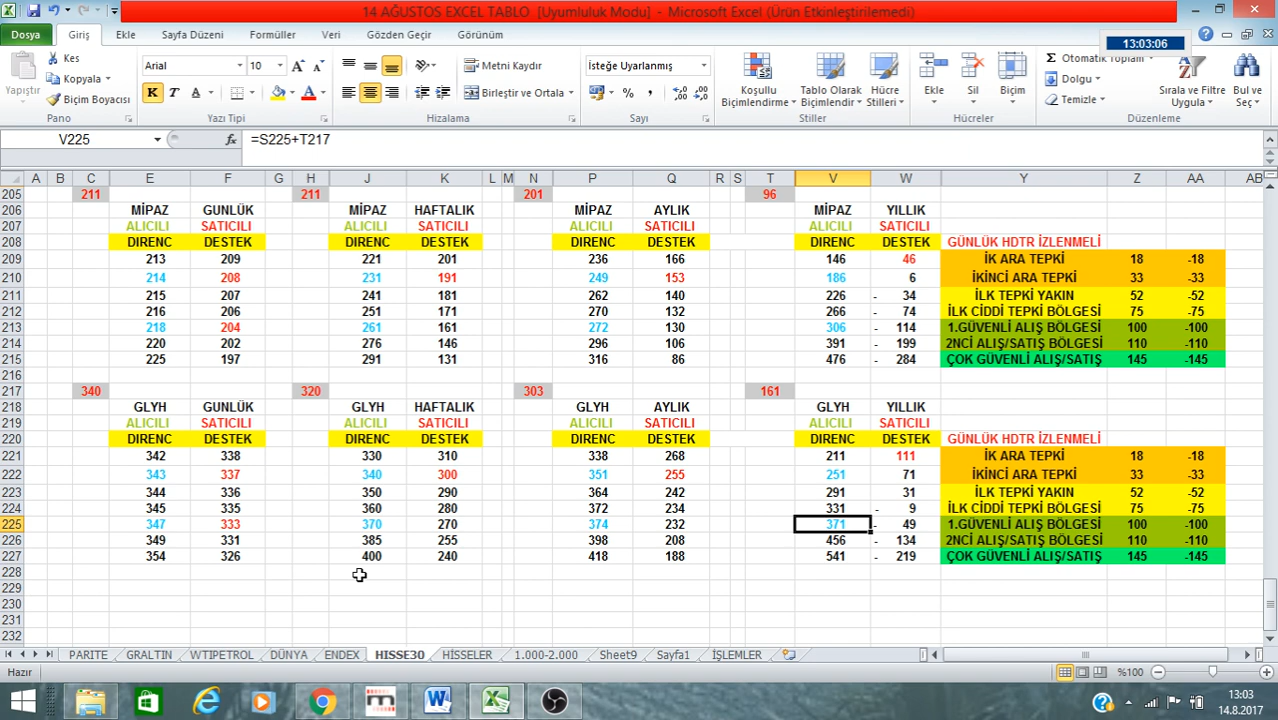 14 AĞUSTOS EXCEL TABLO [Uyumluluk Modu] - Microsoft Excel (Ürün Etkinleştirilemedi)
Dosya Giriş Ekle Sayfa Düzeni Formüller Veri Gözden Geçir Görünüm
13:03:06
Yapıştır Kes Kopyala Biçim Boyacısı Pano
Arial 10 K T A A A Yazı Tipi
Metni Kaydır Birleştir ve Ortala Hizalama
İsteğe Uyarlanmış % Sayı
Koşullu Biçimlendirme Tablo Olarak Biçimlendir Hücre Stilleri Stiller
Ekle Sil Biçim Hücreler
Otomatik Toplam Dolgu Temizle Sırala ve Filtre Uygula Bul ve Seç Düzenleme
V225 fx =S225+T217
A B C E F G H J K L M N P Q R S T V W Y Z AA AB
205 211 211 201 96
206 MİPAZ GUNLÜK MİPAZ HAFTALIK MİPAZ AYLIK MİPAZ YILLIK
207 ALICILI SATICILI ALICILI SATICILI ALICILI SATICILI ALICILI SATICILI
208 DIRENC DESTEK DIRENC DESTEK DIRENC DESTEK DIRENC DESTEK GÜNLÜK HDTR İZLENMELİ
209 213 209 221 201 236 166 146 46 İK ARA TEPKİ 18 -18
210 214 208 231 191 249 153 186 6 İKİNCİ ARA TEPKİ 33 -33
211 215 207 241 181 262 140 226 - 34 İLK TEPKİ YAKIN 52 -52
212 216 206 251 171 270 132 266 - 74 İLK CİDDİ TEPKİ BÖLGESİ 75 -75
213 218 204 261 161 272 130 306 - 114 1.GÜVENLİ ALIŞ BÖLGESİ 100 -100
214 220 202 276 146 296 106 391 - 199 2NCİ ALIŞ/SATIŞ BÖLGESİ 110 -110
215 225 197 291 131 316 86 476 - 284 ÇOK GÜVENLİ ALIŞ/SATIŞ 145 -145
216
217 340 320 303 161
218 GLYH GUNLÜK GLYH HAFTALIK GLYH AYLIK GLYH YILLIK
219 ALICILI SATICILI ALICILI SATICILI ALICILI SATICILI ALICILI SATICILI
220 DIRENC DESTEK DIRENC DESTEK DIRENC DESTEK DIRENC DESTEK GÜNLÜK HDTR İZLENMELİ
221 342 338 330 310 338 268 211 111 İK ARA TEPKİ 18 -18
222 343 337 340 300 351 255 251 71 İKİNCİ ARA TEPKİ 33 -33
223 344 336 350 290 364 242 291 31 İLK TEPKİ YAKIN 52 -52
224 345 335 360 280 372 234 331 - 9 İLK CİDDİ TEPKİ BÖLGESİ 75 -75
225 347 333 370 270 374 232 371 - 49 1.GÜVENLİ ALIŞ BÖLGESİ 100 -100
226 349 331 385 255 398 208 456 - 134 2NCİ ALIŞ/SATIŞ BÖLGESİ 110 -110
227 354 326 400 240 418 188 541 - 219 ÇOK GÜVENLİ ALIŞ/SATIŞ 145 -145
228
229
230
231
232
PARITE GRALTIN WTIPETROL DÜNYA ENDEX HISSE30 HİSSELER 1.000-2.000 Sheet9 Sayfa1 İŞLEMLER
Hazır %100
13:03
14.8.2017